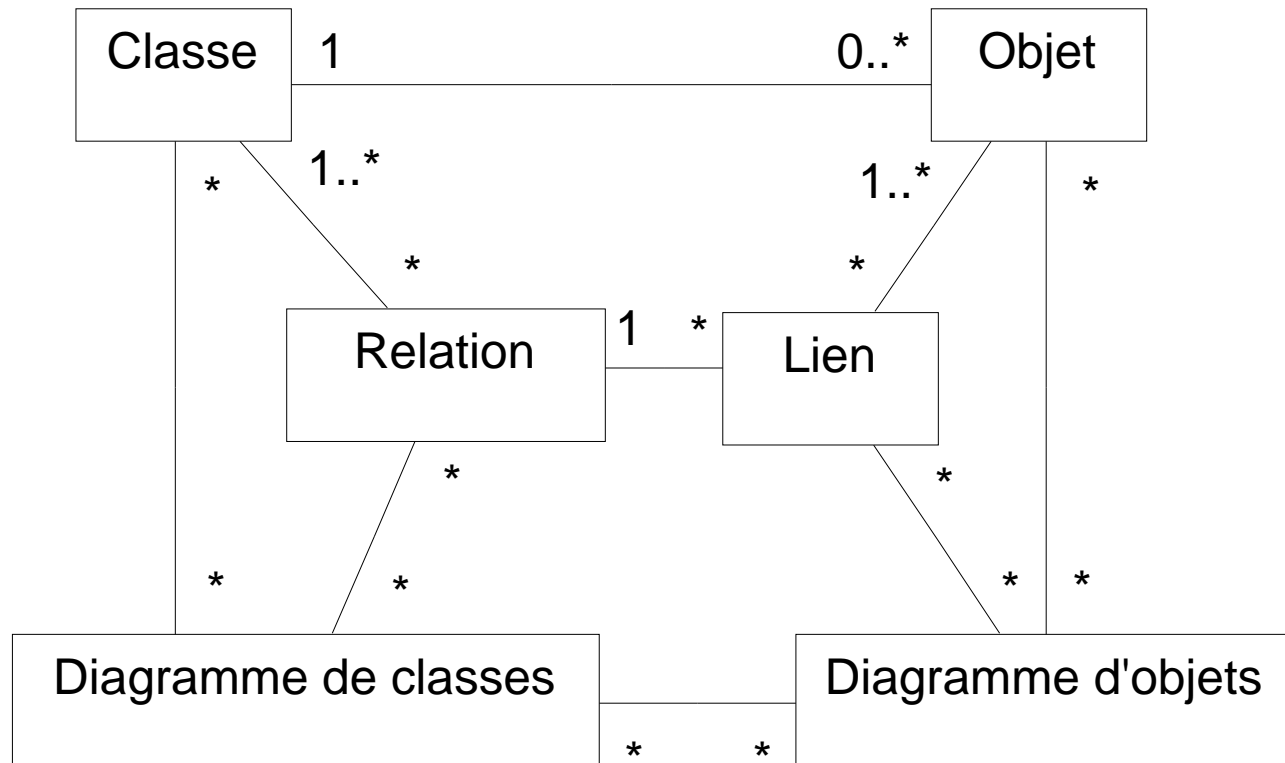 Classe 1 0..* Objet
* 1..* 1..* *
* *
Relation 1 * Lien
* *
* * * *
Diagramme de classes Diagramme d'objets
* *